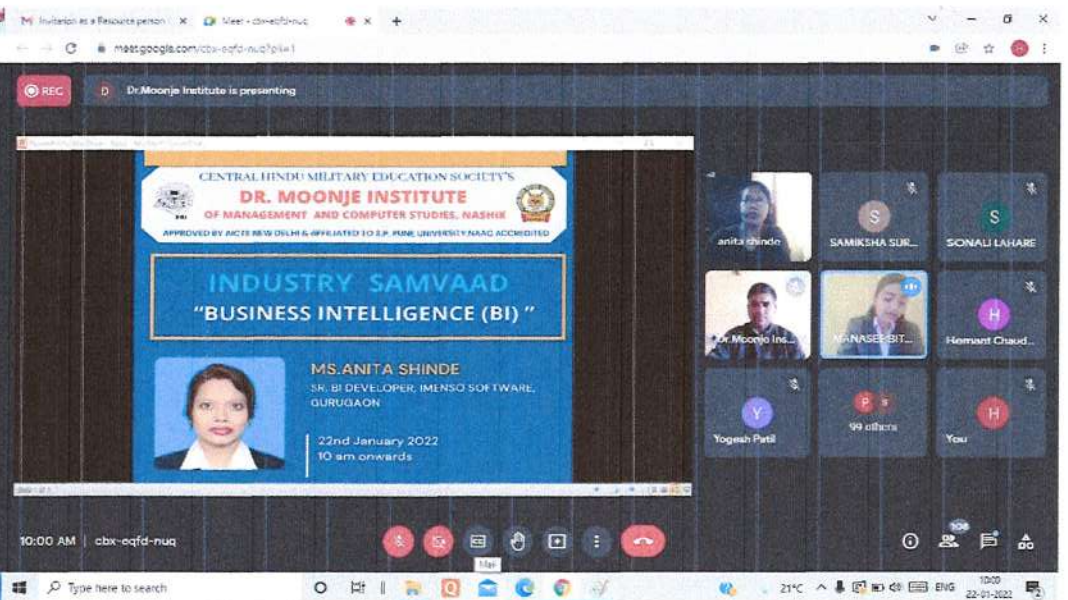 Invitation as a Resource person
Meet - cbx-eqfd-nuq
meet.google.com/cbx-eqfd-nuq?pli=1
REC
D
Dr.Moonje Institute is presenting
CENTRAL HINDU MILITARY EDUCATION SOCIETY'S
DR. MOONJE INSTITUTE
OF MANAGEMENT AND COMPUTER STUDIES, NASHIK
APPROVED BY AICTE NEW DELHI & AFFILIATED TO S.P. PUNE UNIVERSITY,NAAC ACCREDITED
INDUSTRY SAMVAAD
"BUSINESS INTELLIGENCE (BI) "
MS.ANITA SHINDE
SR. BI DEVELOPER, IMENSO SOFTWARE,
GURUGAON
22nd January 2022
10 am onwards
anita shinde
S
SAMIKSHA SUR...
S
SONALI LAHARE
Dr.Moonje Ins...
MANASEE BIT...
H
Hemant Chaud...
Y
Yogesh Patil
P
s
99 others
H
You
10:00 AM | cbx-eqfd-nuq
108
Mail
Type here to search
21°C
ENG
10:00
22-01-2022